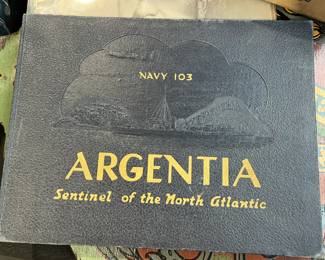 NAVY 103
ARGENTIA
Sentinel of the North Atlantic